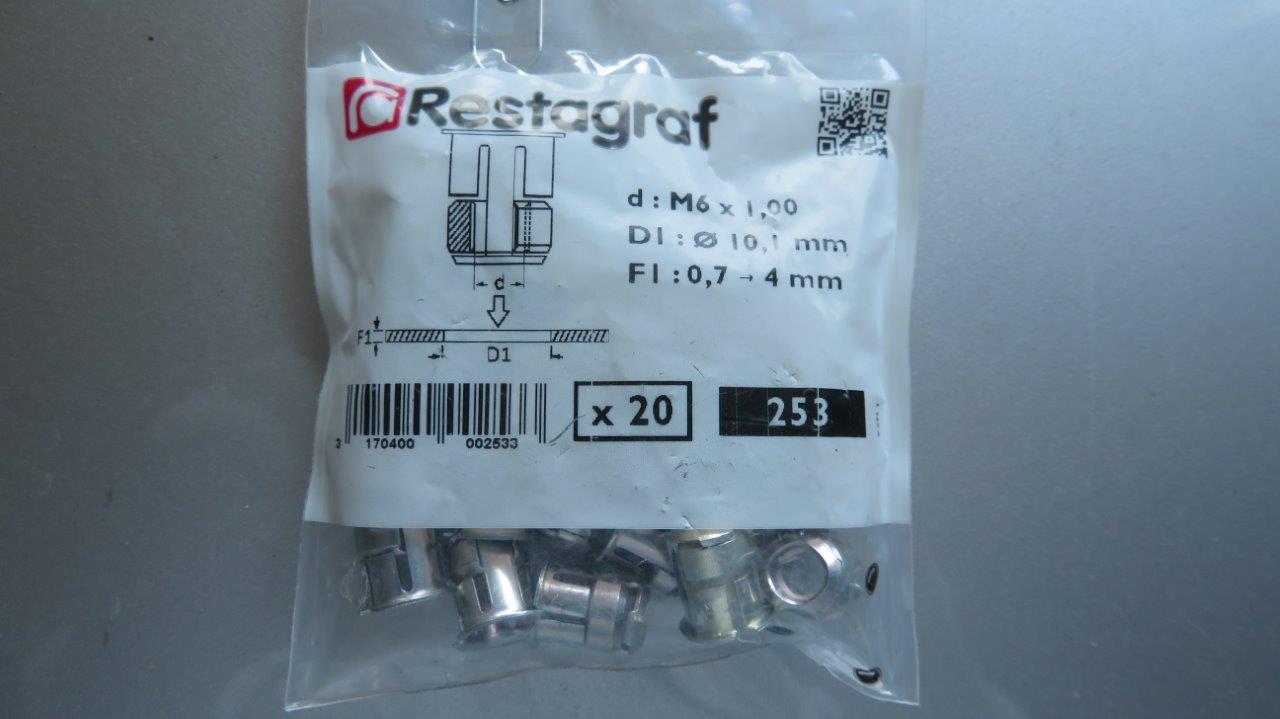 Restagraf
d : M6 x 1,00
D1 : Ø 10,1 mm
F1 : 0,7 → 4 mm
d
F1
D1
x 20
253
3 170400 002533